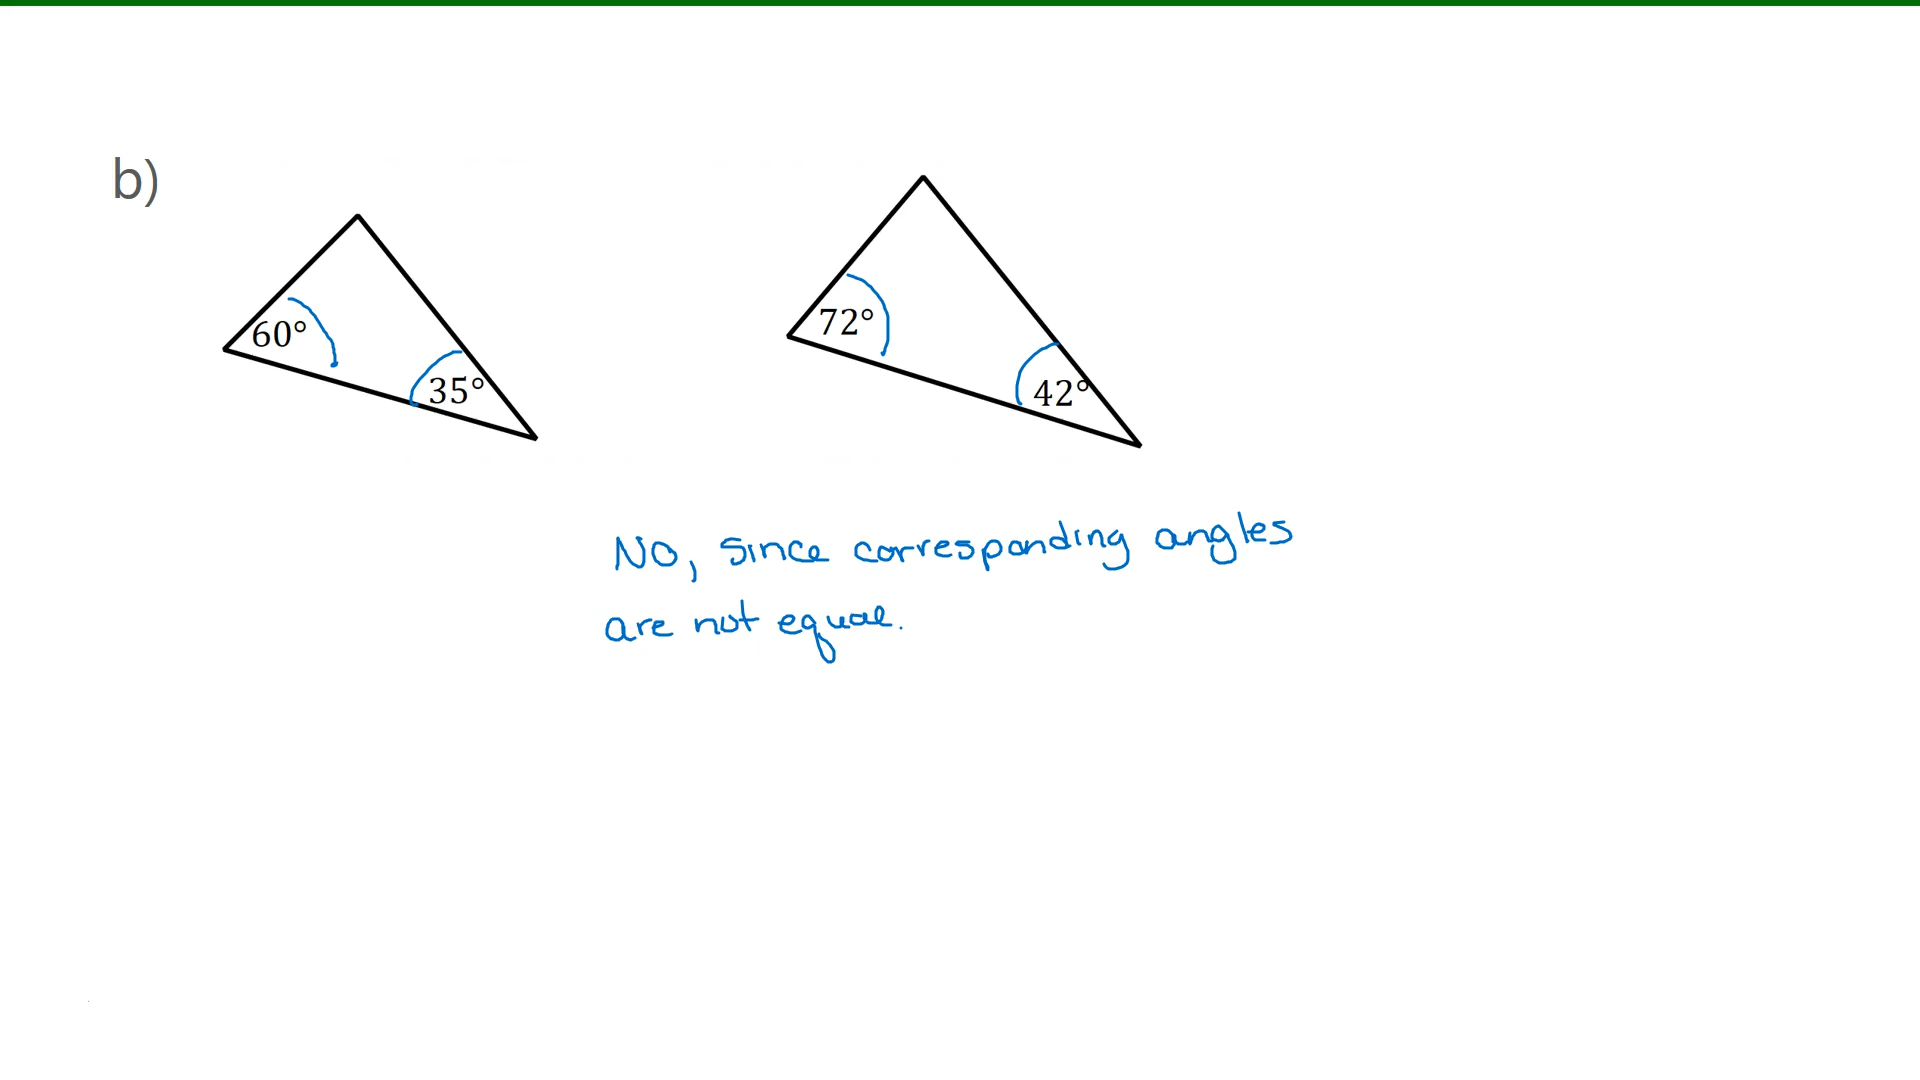 b)
60°
35°
72°
42°
No, since corresponding angles
are not equal.